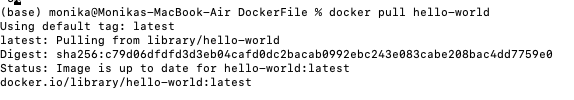 (base) monika@Monikas-MacBook-Air DockerFile % docker pull hello-world
Using default tag: latest
latest: Pulling from library/hello-world
Digest: sha256:c79d06dfdfd3d3eb04cafd0dc2bacab0992ebc243e083cabe208bac4dd7759e0
Status: Image is up to date for hello-world:latest
docker.io/library/hello-world:latest